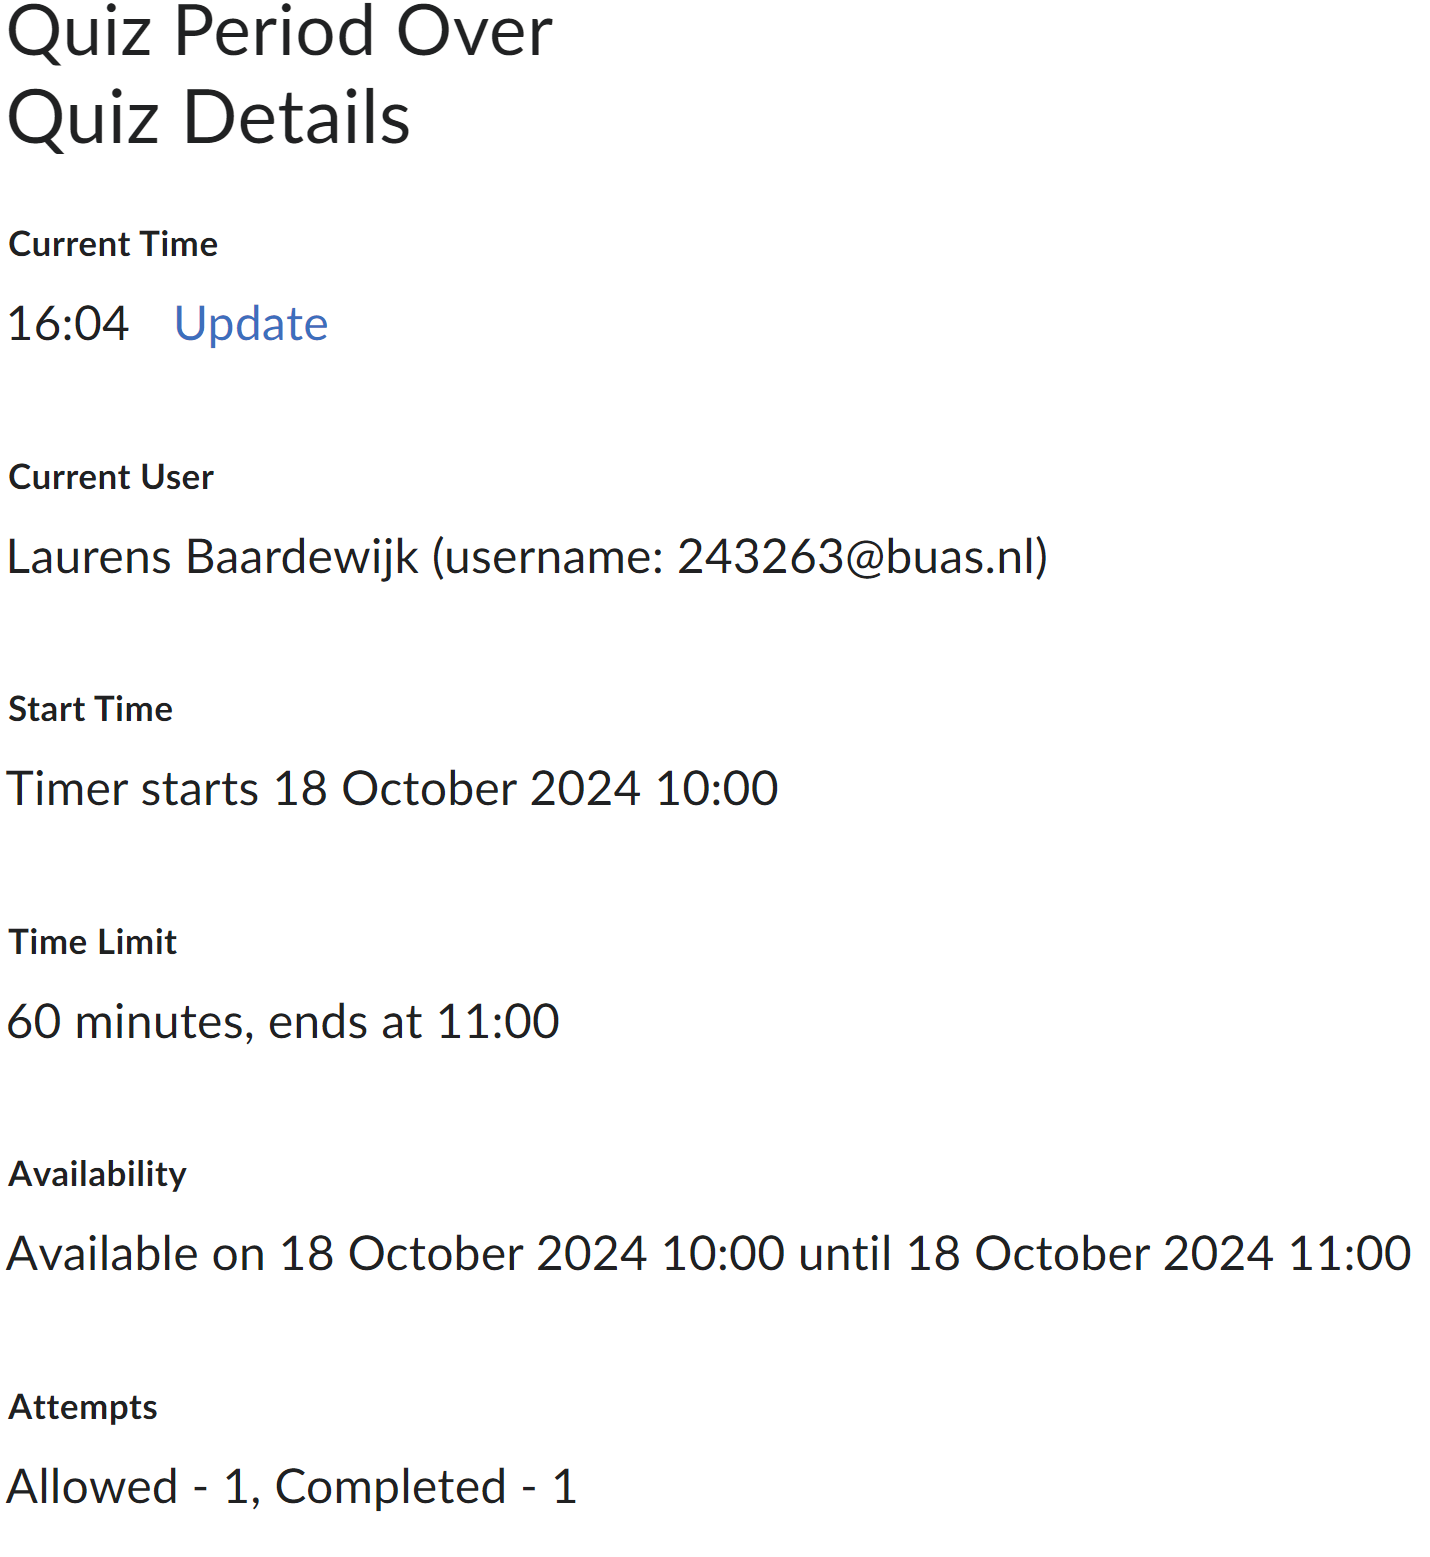 Quiz Period Over
Quiz Details
Current Time
16:04 Update
Current User
Laurens Baardewijk (username: 243263@buas.nl)
Start Time
Timer starts 18 October 2024 10:00
Time Limit
60 minutes, ends at 11:00
Availability
Available on 18 October 2024 10:00 until 18 October 2024 11:00
Attempts
Allowed - 1, Completed - 1